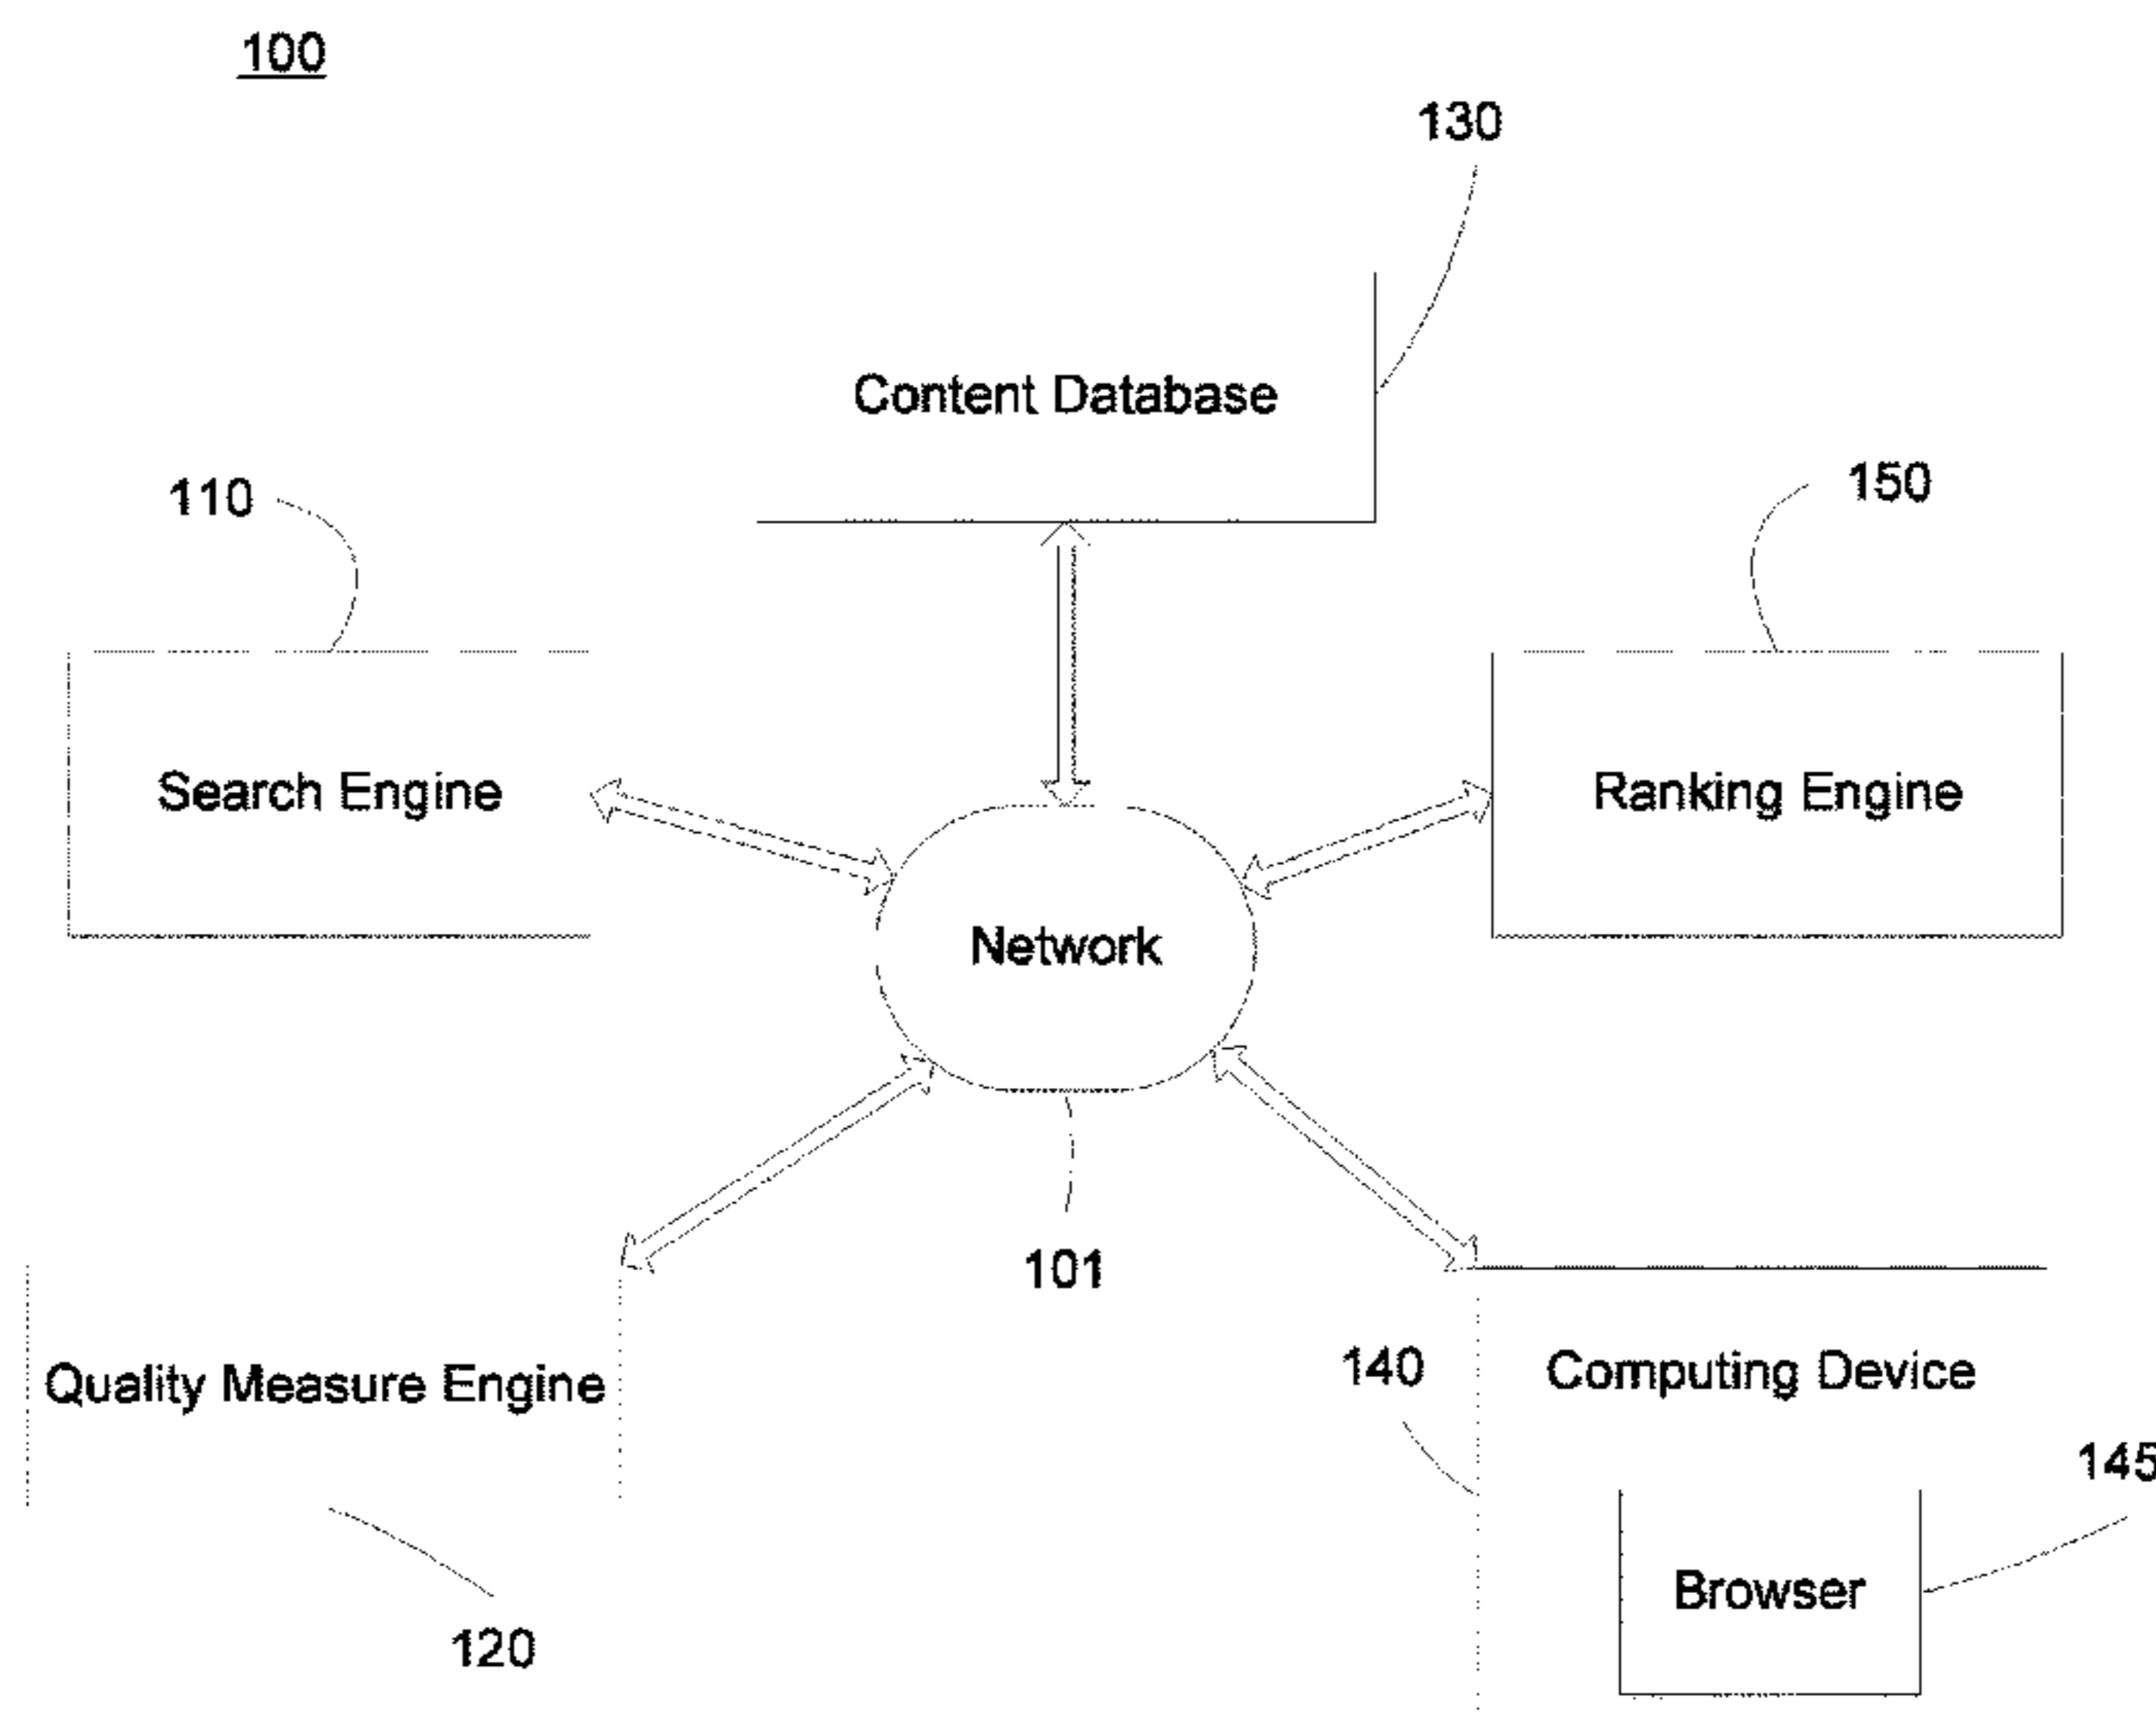 100
130
Content Database
110
150
Search Engine
Ranking Engine
Network
101
140
Quality Measure Engine
Computing Device
145
Browser
120